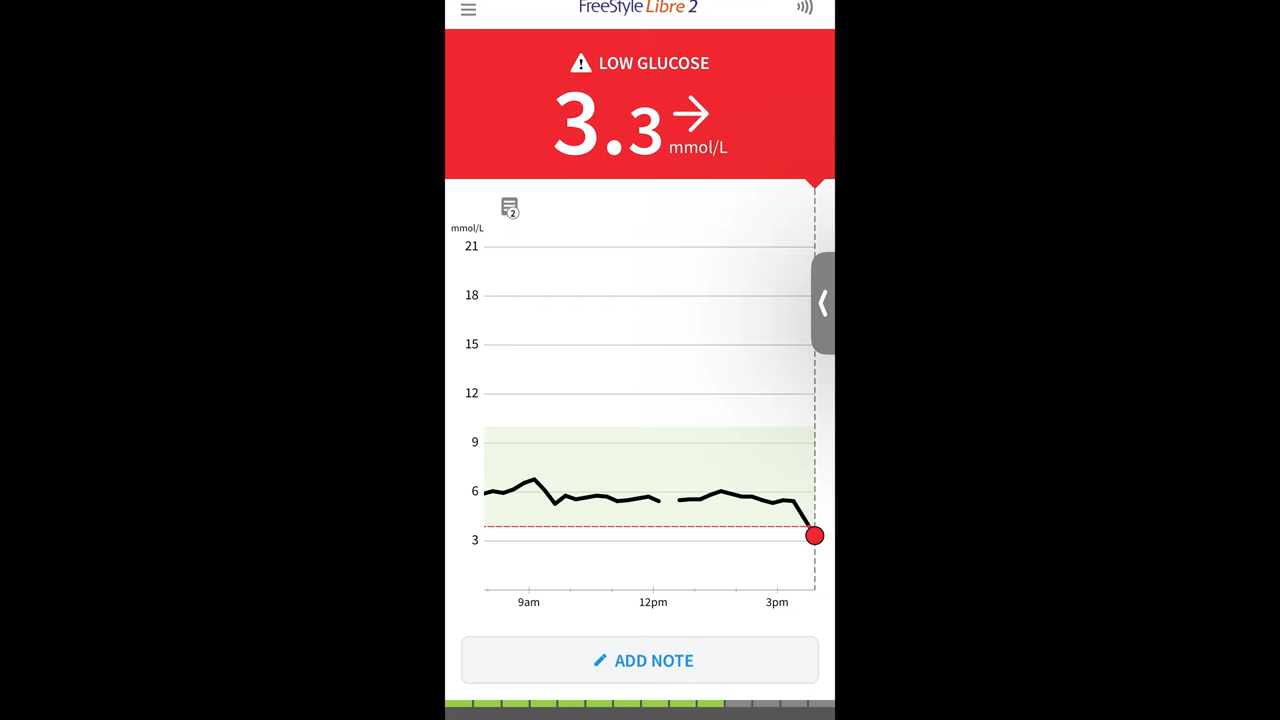 FreeStyle Libre 2
LOW GLUCOSE
3.3
mmol/L
2
mmol/L
21
18
15
12
9
6
3
9am 12pm 3pm
ADD NOTE